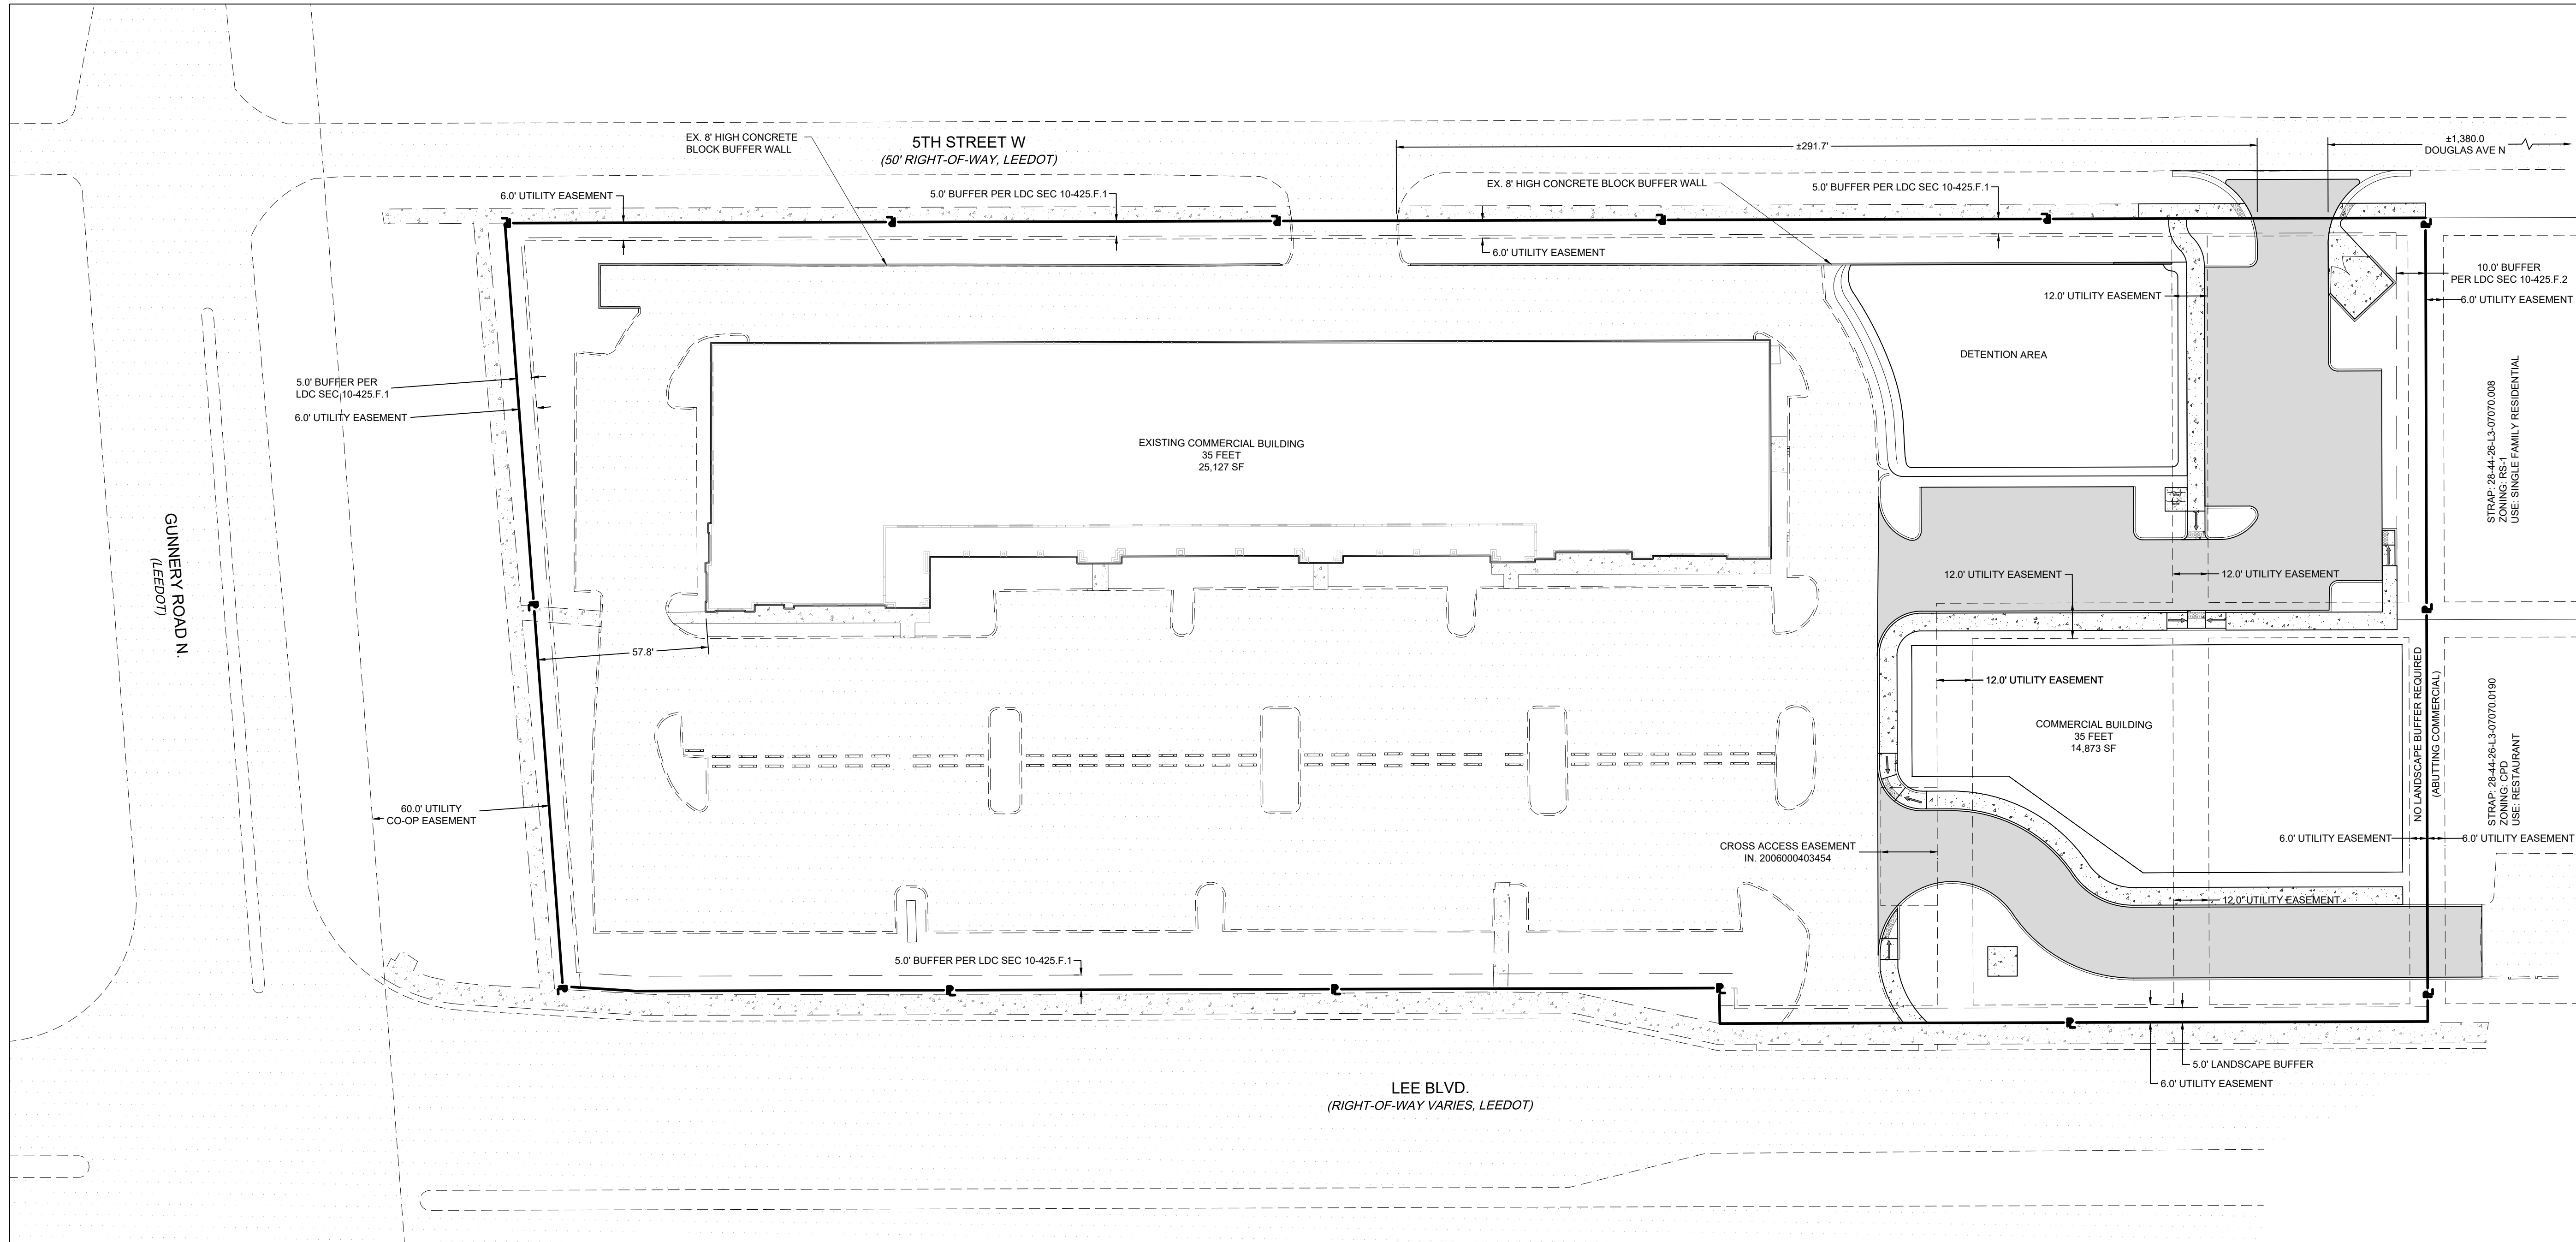 EX. 8' HIGH CONCRETE
BLOCK BUFFER WALL
5TH STREET W
(50' RIGHT-OF-WAY, LEEDOT)
±291.7'
±1,380.0
DOUGLAS AVE N
6.0' UTILITY EASEMENT
5.0' BUFFER PER LDC SEC 10-425.F.1
EX. 8' HIGH CONCRETE BLOCK BUFFER WALL
5.0' BUFFER PER LDC SEC 10-425.F.1
6.0' UTILITY EASEMENT
10.0' BUFFER
PER LDC SEC 10-425.F.2
12.0' UTILITY EASEMENT
6.0' UTILITY EASEMENT
DETENTION AREA
5.0' BUFFER PER
LDC SEC 10-425.F.1
6.0' UTILITY EASEMENT
EXISTING COMMERCIAL BUILDING
35 FEET
25,127 SF
STRAP: 28-44-26-L3-07070.008
ZONING: RS-1
USE: SINGLE FAMILY RESIDENTIAL
GUNNERY ROAD N.
(LEEDOT)
12.0' UTILITY EASEMENT
12.0' UTILITY EASEMENT
57.8'
12.0' UTILITY EASEMENT
COMMERCIAL BUILDING
35 FEET
14,873 SF
NO LANDSCAPE BUFFER REQUIRED
(ABUTTING COMMERCIAL)
STRAP: 28-44-26-L3-07070.0190
ZONING: CPD
USE: RESTAURANT
60.0' UTILITY
CO-OP EASEMENT
6.0' UTILITY EASEMENT
6.0' UTILITY EASEMENT
CROSS ACCESS EASEMENT
IN. 2006000403454
12.0' UTILITY EASEMENT
5.0' BUFFER PER LDC SEC 10-425.F.1
5.0' LANDSCAPE BUFFER
6.0' UTILITY EASEMENT
LEE BLVD.
(RIGHT-OF-WAY VARIES, LEEDOT)